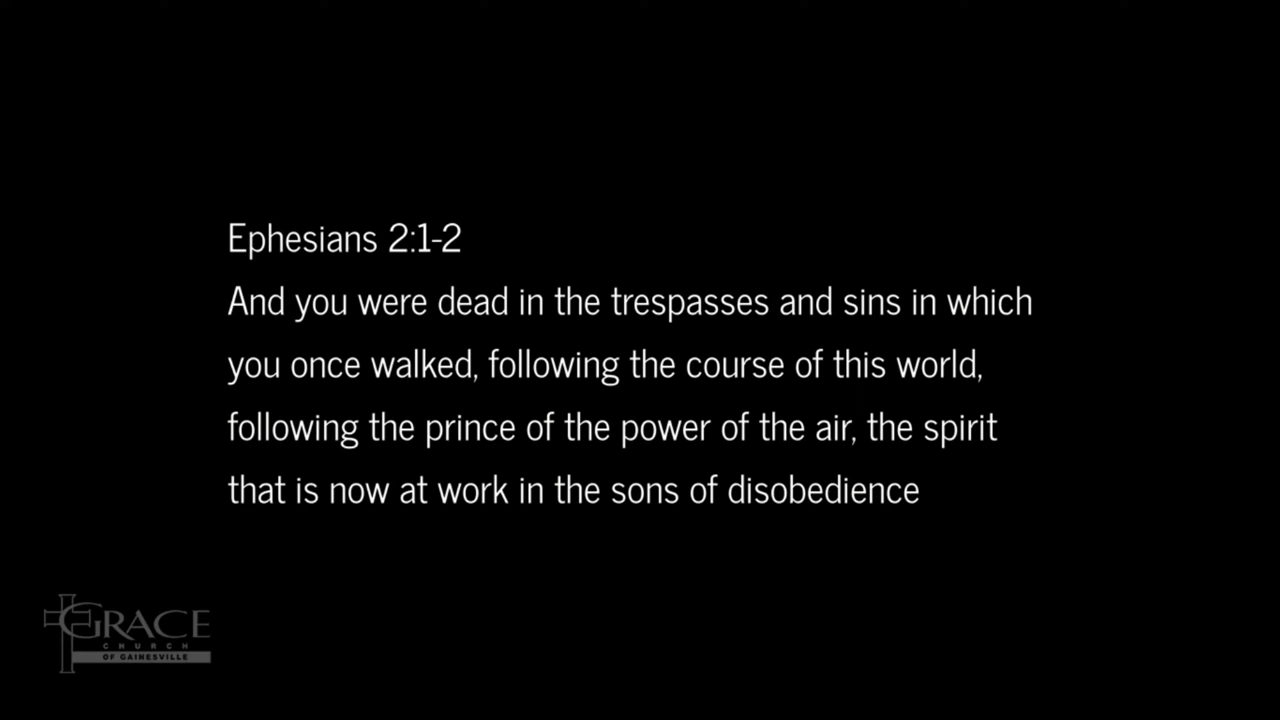 Ephesians 2:1-2
And you were dead in the trespasses and sins in which
you once walked, following the course of this world,
following the prince of the power of the air, the spirit
that is now at work in the sons of disobedience
GRACE
CHURCH
OF GAINESVILLE